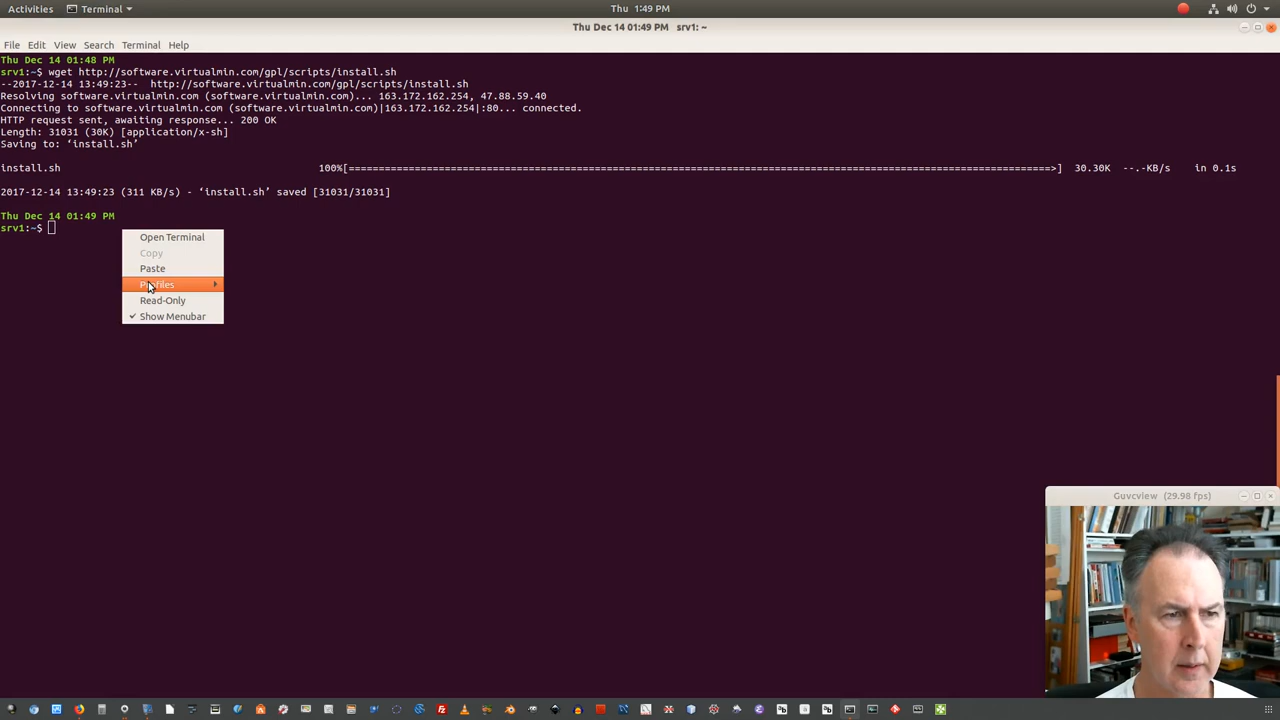 Activities
Terminal
Thu 1:49 PM
Thu Dec 14 01:49 PM srv1: ~
File Edit View Search Terminal Help
Thu Dec 14 01:48 PM
srv1:~$ wget http://software.virtualmin.com/gpl/scripts/install.sh
--2017-12-14 13:49:23-- http://software.virtualmin.com/gpl/scripts/install.sh
Resolving software.virtualmin.com (software.virtualmin.com)... 163.172.162.254, 47.88.59.40
Connecting to software.virtualmin.com (software.virtualmin.com)|163.172.162.254|:80... connected.
HTTP request sent, awaiting response... 200 OK
Length: 31031 (30K) [application/x-sh]
Saving to: ‘install.sh’
install.sh 100%[===================================================================================================================>] 30.30K --.-KB/s in 0.1s
2017-12-14 13:49:23 (311 KB/s) - ‘install.sh’ saved [31031/31031]
Thu Dec 14 01:49 PM
srv1:~$
Open Terminal
Copy
Paste
Profiles
Read-Only
Show Menubar
Guvcview (29.98 fps)